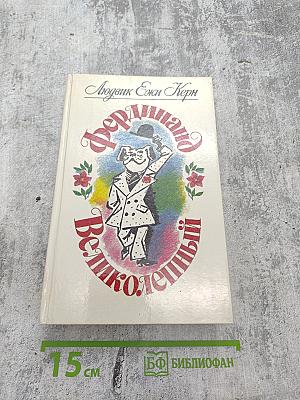 Людвик Ежи Керн
Фердинанд
Великолепный
15 см
БФ БИБЛИОФАН